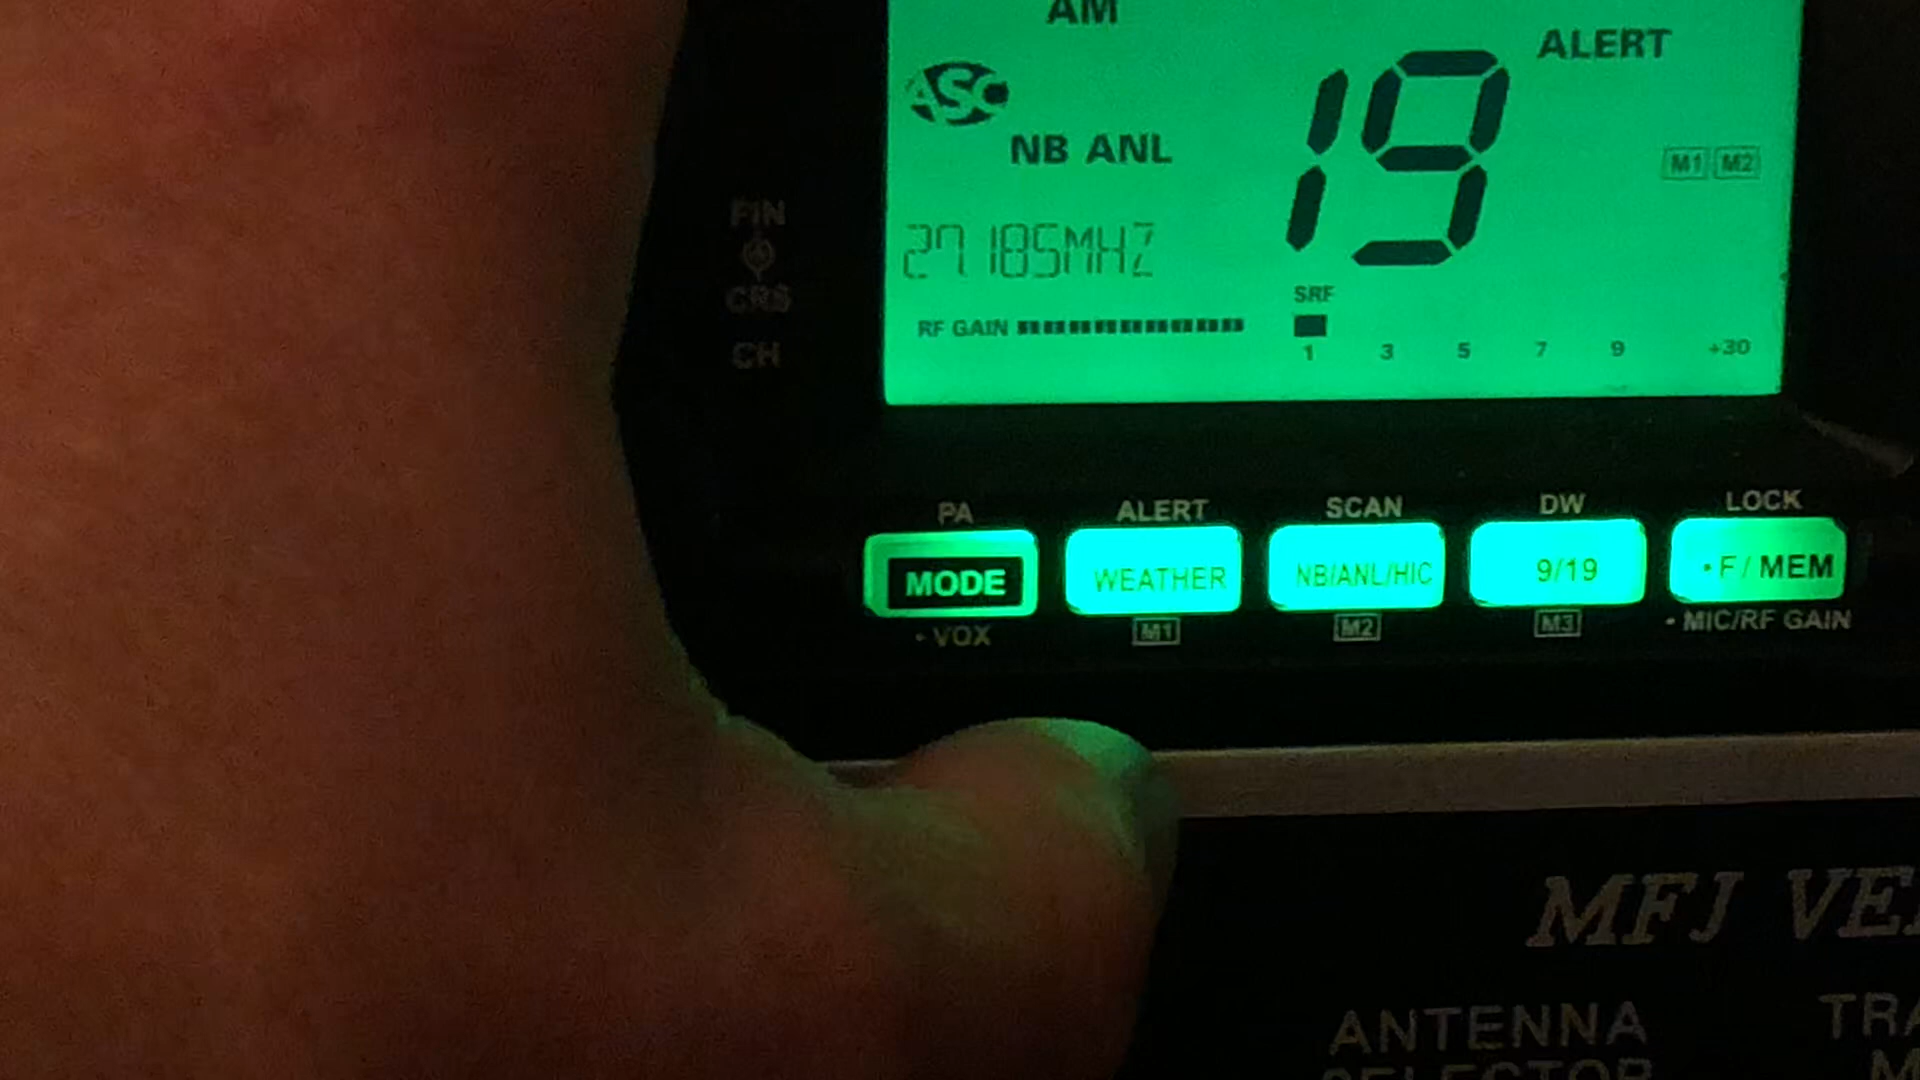 AM
ALERT
ASC
19
NB ANL
M1 M2
FIN
27.185MHZ
CRS
SRF
RF GAIN
CH
1 3 5 7 9 +30
PA ALERT SCAN DW LOCK
MODE WEATHER NB/ANL/HIC 9/19 • F / MEM
• VOX M1 M2 M3 • MIC/RF GAIN
MFJ
ANTENNA
SELECTOR